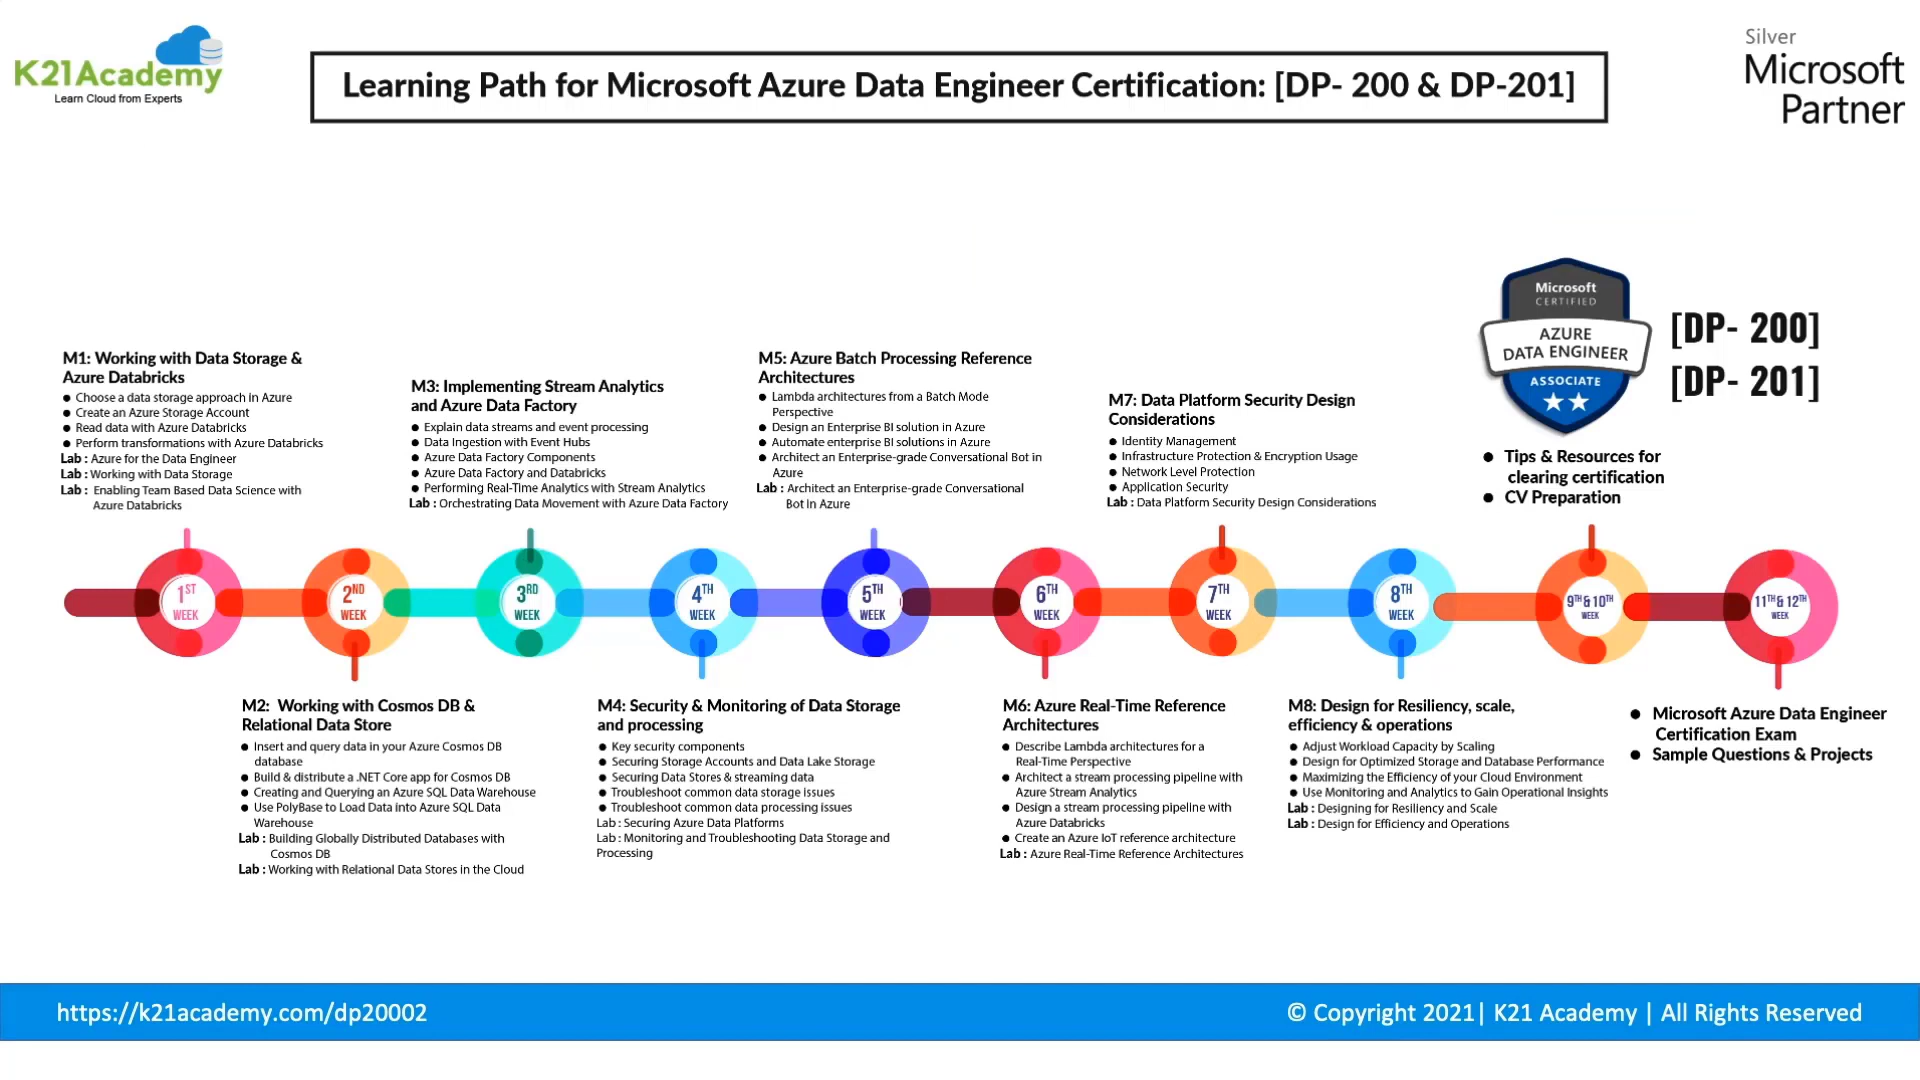 K21Academy
Learn Cloud from Experts
Learning Path for Microsoft Azure Data Engineer Certification: [DP- 200 & DP-201]
Silver
Microsoft
Partner
M1: Working with Data Storage &
Azure Databricks
● Choose a data storage approach in Azure
● Create an Azure Storage Account
● Read data with Azure Databricks
● Perform transformations with Azure Databricks
Lab : Azure for the Data Engineer
Lab : Working with Data Storage
Lab : Enabling Team Based Data Science with
Azure Databricks
M3: Implementing Stream Analytics
and Azure Data Factory
● Explain data streams and event processing
● Data Ingestion with Event Hubs
● Azure Data Factory Components
● Azure Data Factory and Databricks
● Performing Real-Time Analytics with Stream Analytics
Lab : Orchestrating Data Movement with Azure Data Factory
M5: Azure Batch Processing Reference
Architectures
● Lambda architectures from a Batch Mode
Perspective
● Design an Enterprise BI solution in Azure
● Automate enterprise BI solutions in Azure
● Architect an Enterprise-grade Conversational Bot in
Azure
Lab : Architect an Enterprise-grade Conversational
Bot in Azure
M7: Data Platform Security Design
Considerations
● Identity Management
● Infrastructure Protection & Encryption Usage
● Network Level Protection
● Application Security
Lab : Data Platform Security Design Considerations
Microsoft
CERTIFIED
AZURE
DATA ENGINEER
ASSOCIATE
[DP- 200]
[DP- 201]
● Tips & Resources for
clearing certification
● CV Preparation
1ST
WEEK
2ND
WEEK
3RD
WEEK
4TH
WEEK
5TH
WEEK
6TH
WEEK
7TH
WEEK
8TH
WEEK
9TH & 10TH
WEEK
11TH & 12TH
WEEK
M2: Working with Cosmos DB &
Relational Data Store
● Insert and query data in your Azure Cosmos DB
database
● Build & distribute a .NET Core app for Cosmos DB
● Creating and Querying an Azure SQL Data Warehouse
● Use PolyBase to Load Data into Azure SQL Data
Warehouse
Lab : Building Globally Distributed Databases with
Cosmos DB
Lab : Working with Relational Data Stores in the Cloud
M4: Security & Monitoring of Data Storage
and processing
● Key security components
● Securing Storage Accounts and Data Lake Storage
● Securing Data Stores & streaming data
● Troubleshoot common data storage issues
● Troubleshoot common data processing issues
Lab : Securing Azure Data Platforms
Lab : Monitoring and Troubleshooting Data Storage and
Processing
M6: Azure Real-Time Reference
Architectures
● Describe Lambda architectures for a
Real-Time Perspective
● Architect a stream processing pipeline with
Azure Stream Analytics
● Design a stream processing pipeline with
Azure Databricks
● Create an Azure IoT reference architecture
Lab : Azure Real-Time Reference Architectures
M8: Design for Resiliency, scale,
efficiency & operations
● Adjust Workload Capacity by Scaling
● Design for Optimized Storage and Database Performance
● Maximizing the Efficiency of your Cloud Environment
● Use Monitoring and Analytics to Gain Operational Insights
Lab : Designing for Resiliency and Scale
Lab : Design for Efficiency and Operations
● Microsoft Azure Data Engineer
Certification Exam
● Sample Questions & Projects
https://k21academy.com/dp20002
© Copyright 2021| K21 Academy | All Rights Reserved